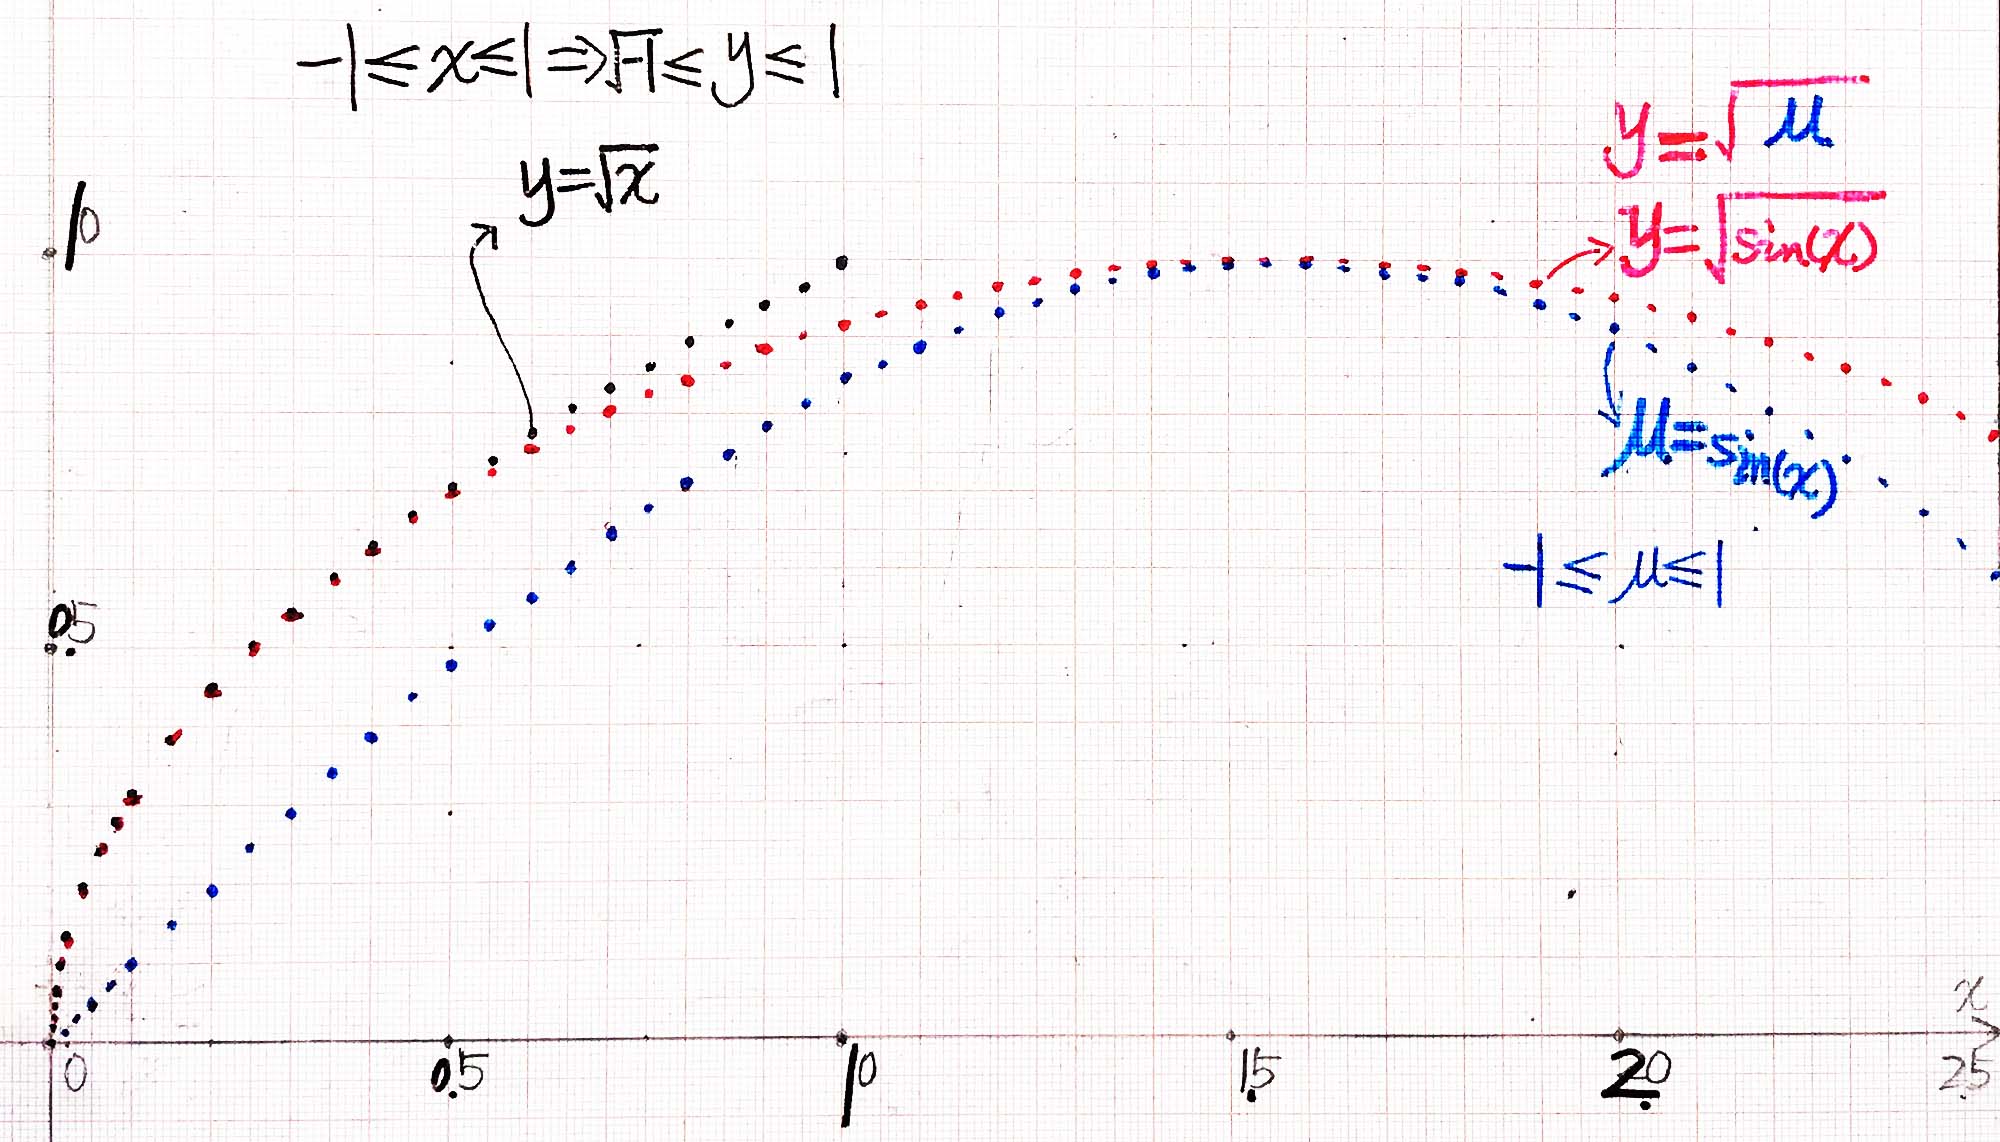 -1≤x≤1⇒√-1≤y≤1
y=√μ
y=√x
1.0
y=√sin(x)
μ=sin(x)
-1≤μ≤1
0.5
x
0
0.5
1.0
1.5
2.0
2.5